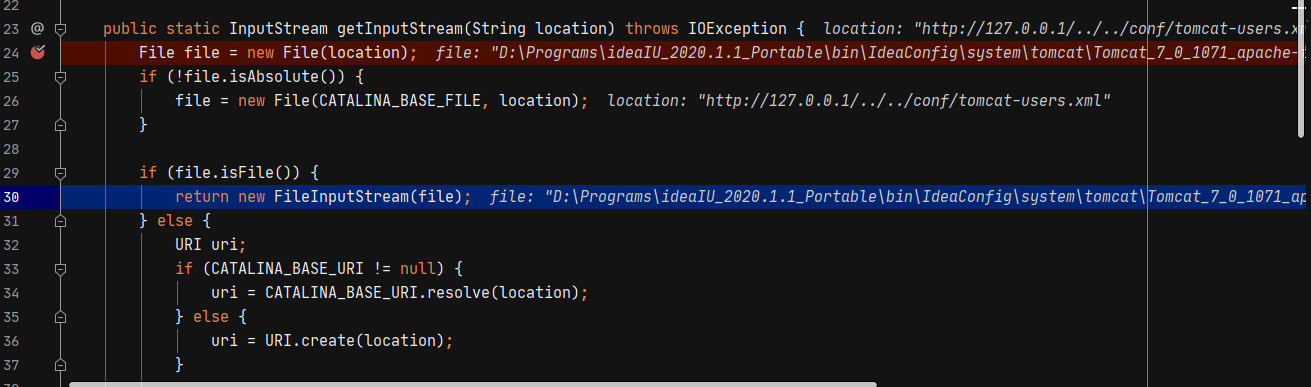 22
23 @ public static InputStream getInputStream(String location) throws IOException { location: "http://127.0.0.1/../../conf/tomcat-users.x
24 File file = new File(location); file: "D:\Programs\ideaIU_2020.1.1_Portable\bin\IdeaConfig\system\tomcat\Tomcat_7_0_1071_apache-
25 if (!file.isAbsolute()) {
26 file = new File(CATALINA_BASE_FILE, location); location: "http://127.0.0.1/../../conf/tomcat-users.xml"
27 }
28
29 if (file.isFile()) {
30 return new FileInputStream(file); file: "D:\Programs\ideaIU_2020.1.1_Portable\bin\IdeaConfig\system\tomcat\Tomcat_7_0_1071_ap
31 } else {
32 URI uri;
33 if (CATALINA_BASE_URI != null) {
34 uri = CATALINA_BASE_URI.resolve(location);
35 } else {
36 uri = URI.create(location);
37 }